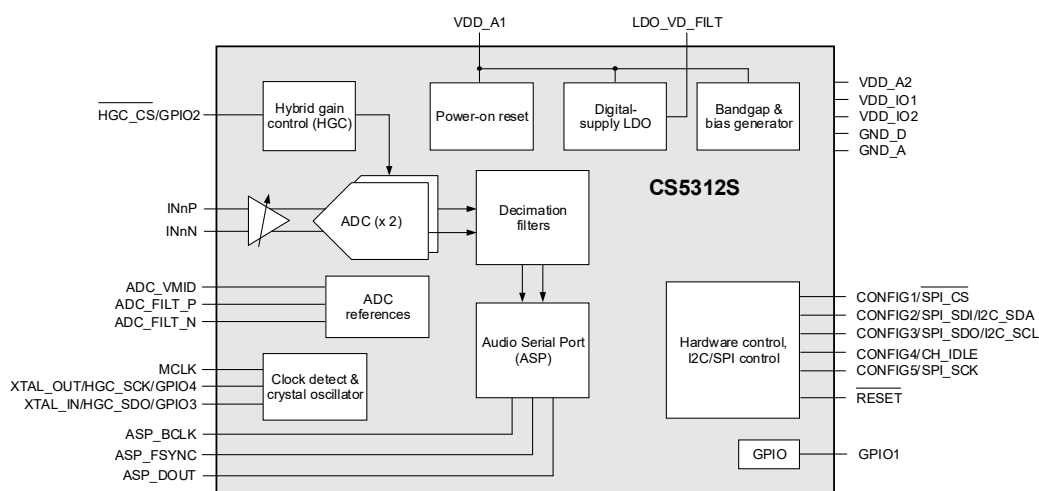 VDD_A1
LDO_VD_FILT
VDD_A2
VDD_IO1
VDD_IO2
GND_D
GND_A
HGC_CS/GPIO2
Hybrid gain
control (HGC)
Power-on reset
Digital-
supply LDO
Bandgap &
bias generator
CS5312S
INnP
INnN
ADC (x 2)
Decimation
filters
ADC_VMID
ADC_FILT_P
ADC_FILT_N
ADC
references
Audio Serial Port
(ASP)
Hardware control,
I2C/SPI control
CONFIG1/SPI_CS
CONFIG2/SPI_SDI/I2C_SDA
CONFIG3/SPI_SDO/I2C_SCL
CONFIG4/CH_IDLE
CONFIG5/SPI_SCK
RESET
MCLK
XTAL_OUT/HGC_SCK/GPIO4
XTAL_IN/HGC_SDO/GPIO3
Clock detect &
crystal oscillator
ASP_BCLK
ASP_FSYNC
ASP_DOUT
GPIO
GPIO1